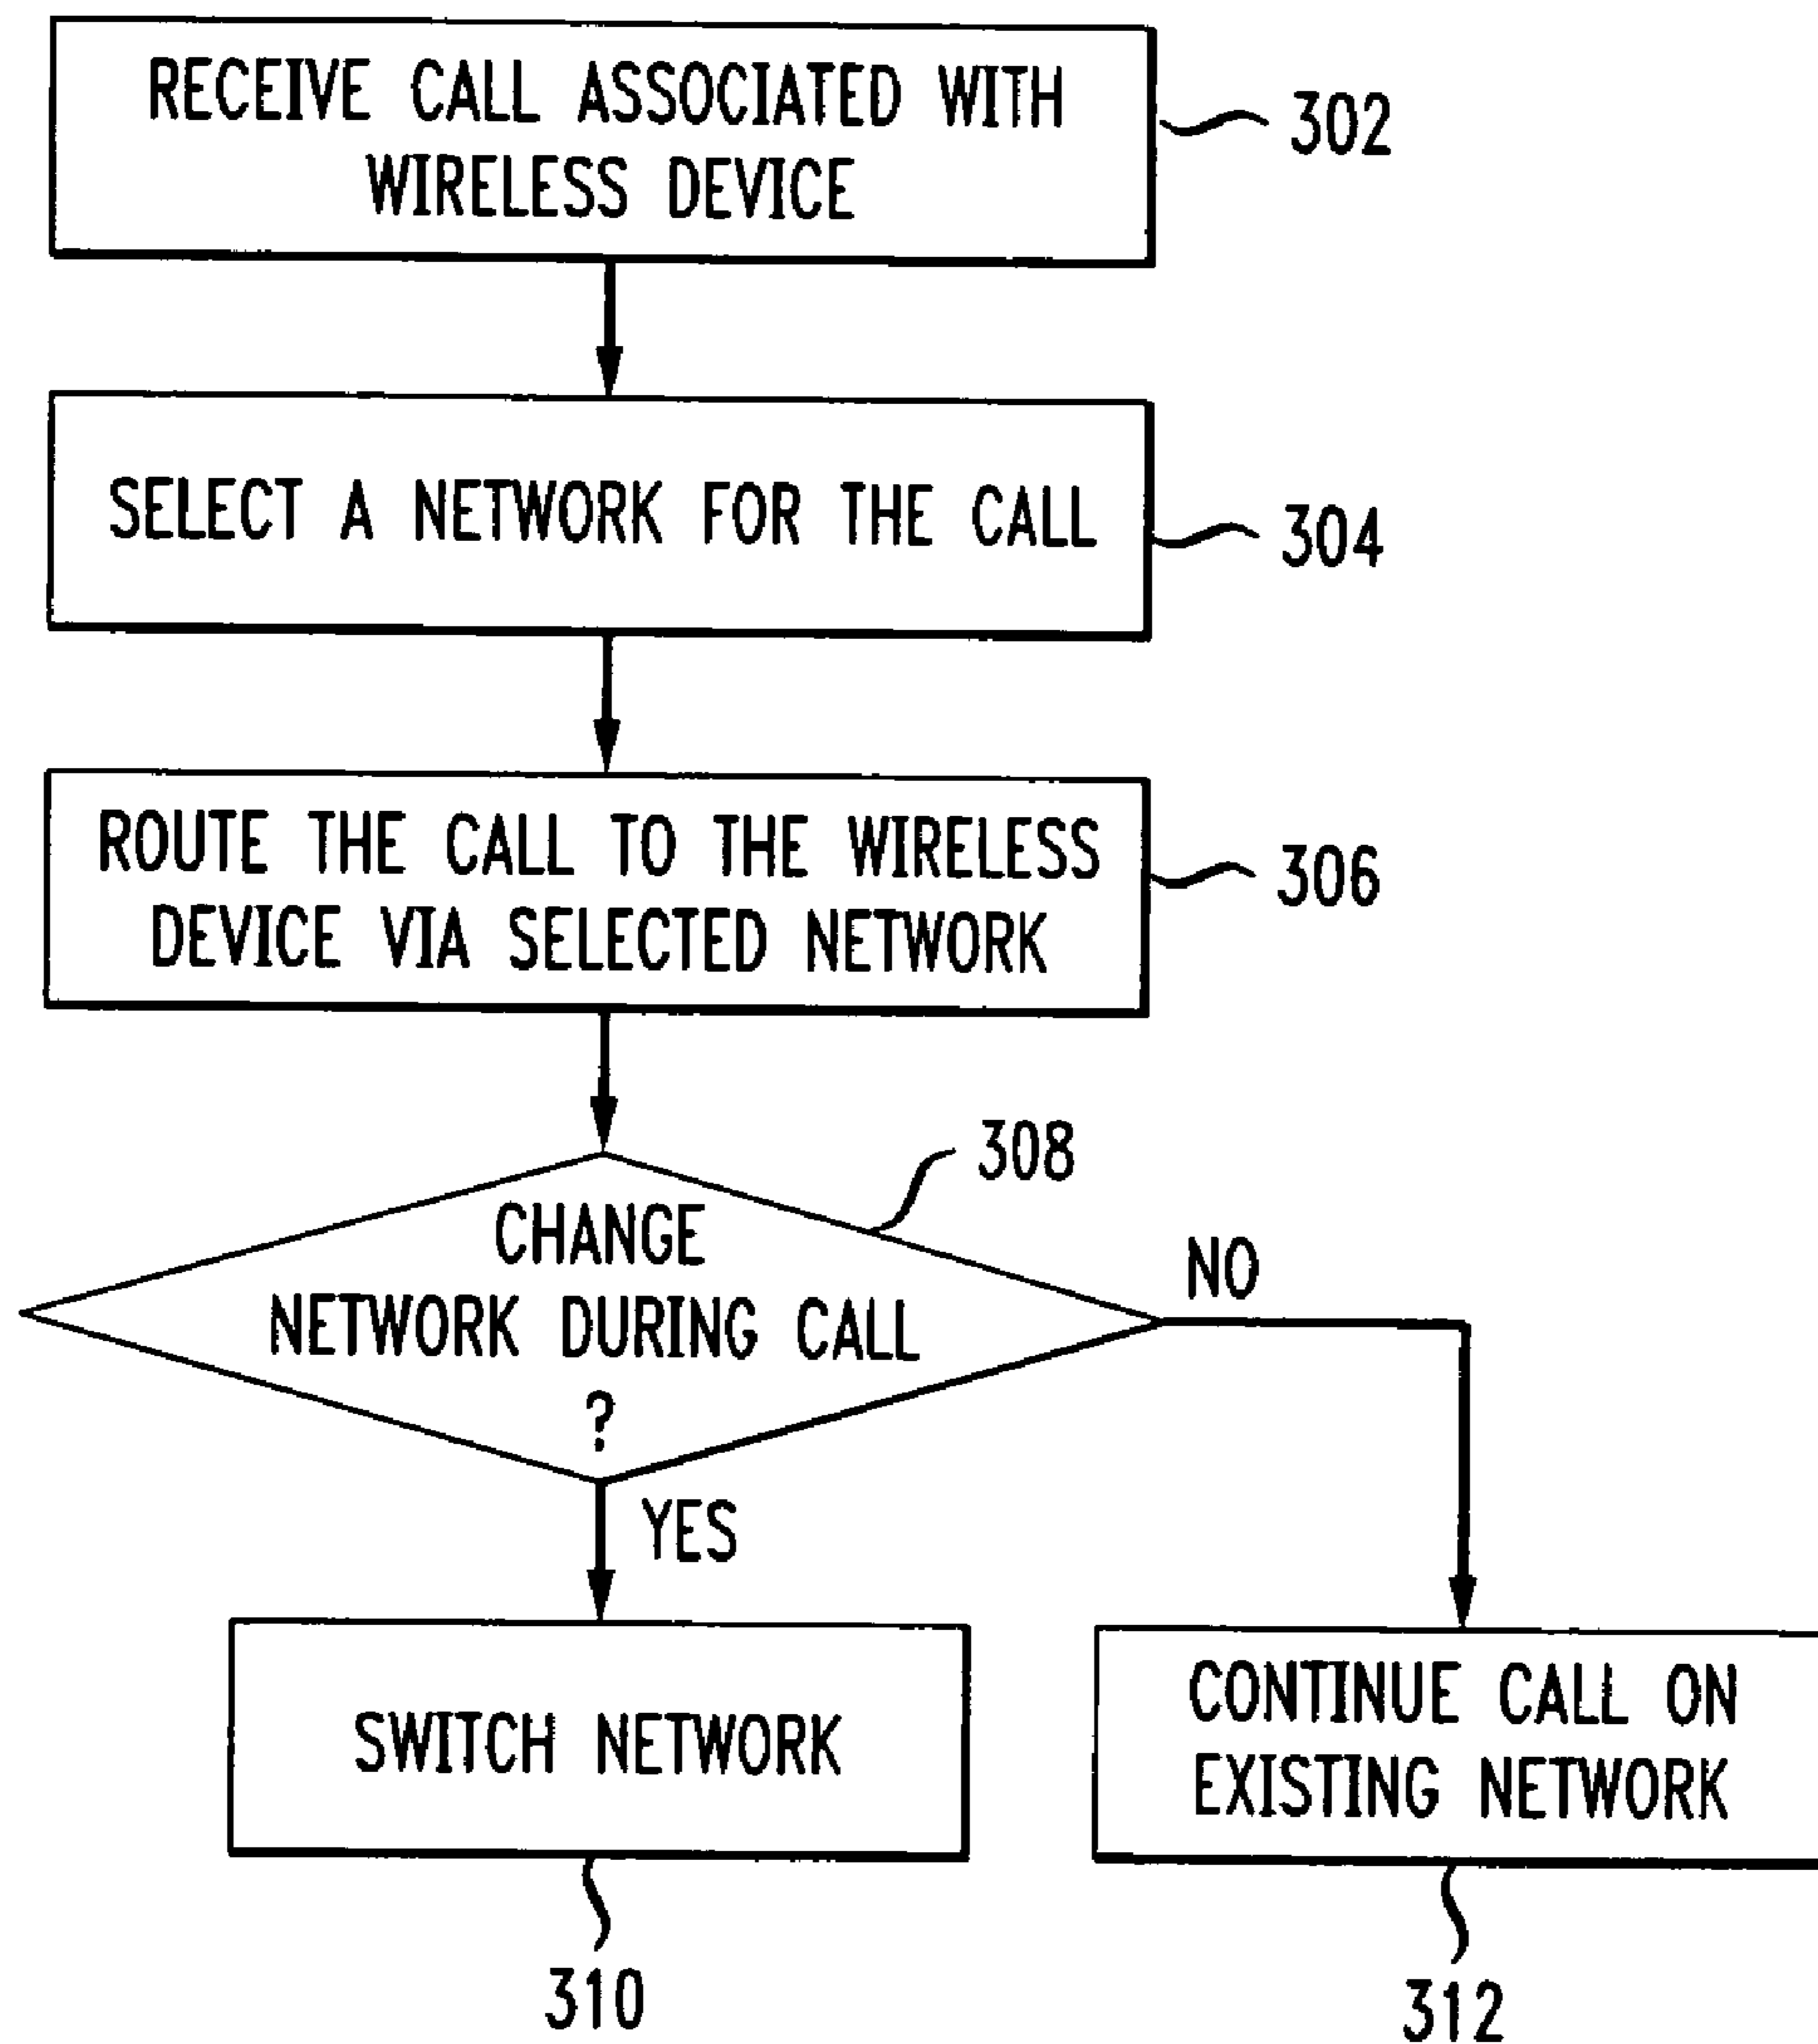 RECEIVE CALL ASSOCIATED WITH
WIRELESS DEVICE
302
SELECT A NETWORK FOR THE CALL
304
ROUTE THE CALL TO THE WIRELESS
DEVICE VIA SELECTED NETWORK
306
308
CHANGE
NETWORK DURING CALL
?
NO
YES
SWITCH NETWORK
CONTINUE CALL ON
EXISTING NETWORK
310
312